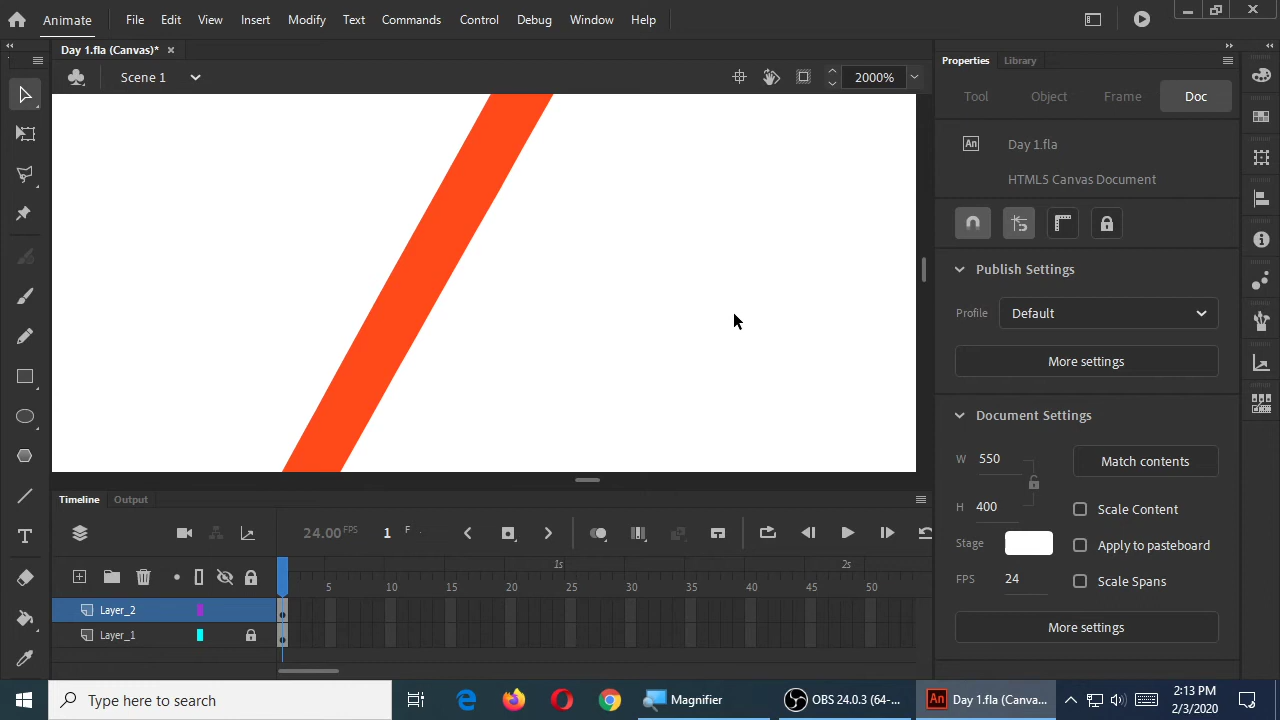 Animate File Edit View Insert Modify Text Commands Control Debug Window Help
Day 1.fla (Canvas)*
Scene 1 2000%
Properties Library
Tool Object Frame Doc
An Day 1.fla
HTML5 Canvas Document
Publish Settings
Profile Default
More settings
Document Settings
W 550 Match contents
H 400 Scale Content
Stage Apply to pasteboard
FPS 24 Scale Spans
More settings
Timeline Output
24.00 FPS 1 F
1s 2s
5 10 15 20 25 30 35 40 45 50
Layer_2
Layer_1
Type here to search Magnifier OBS 24.0.3 (64-... An Day 1.fla (Canva... 2:13 PM
2/3/2020